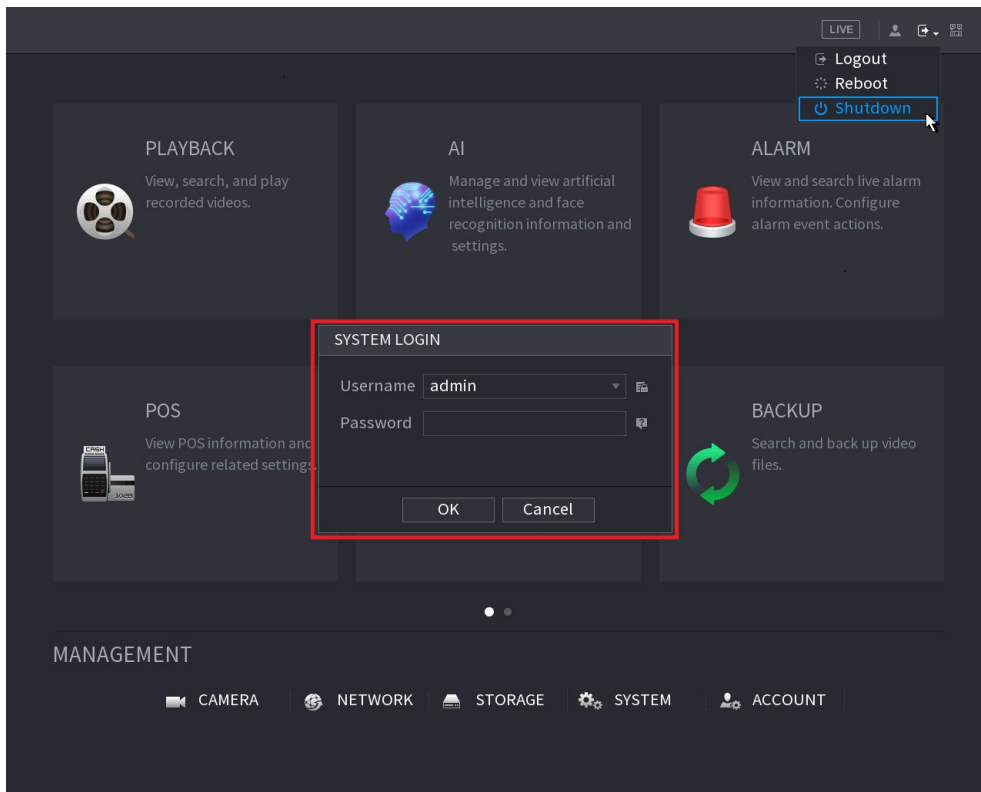 LIVE
Logout
Reboot
Shutdown
PLAYBACK
View, search, and play
recorded videos.
AI
Manage and view artificial
intelligence and face
recognition information and
settings.
ALARM
View and search live alarm
information. Configure
alarm event actions.
SYSTEM LOGIN
Username admin
Password
OK Cancel
POS
View POS information and
configure related settings.
CASH
BACKUP
Search and back up video
files.
MANAGEMENT
CAMERA NETWORK STORAGE SYSTEM ACCOUNT